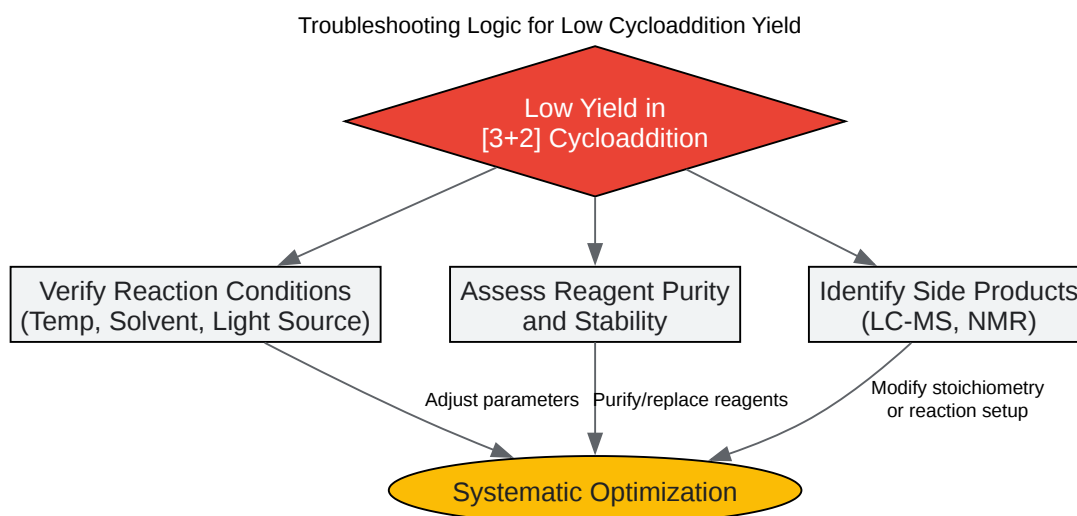 Troubleshooting Logic for Low Cycloaddition Yield
Low Yield in
[3+2] Cycloaddition
Verify Reaction Conditions
(Temp, Solvent, Light Source)
Assess Reagent Purity
and Stability
Identify Side Products
(LC-MS, NMR)
Adjust parameters
Purify/replace reagents
Modify stoichiometry
or reaction setup
Systematic Optimization